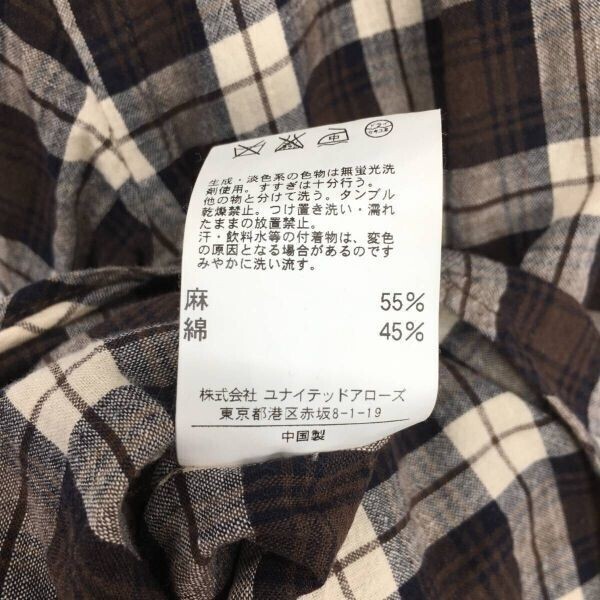 生成・淡色系の色物は無蛍光洗
剤使用。すすぎは十分行う。
他の物と分けて洗う。タンブル
乾燥禁止。つけ置き洗い・濡れ
たままの放置禁止。
汗・飲料水等の付着物は、変色
の原因となる場合があるのです
みやかに洗い流す。
麻 55%
綿 45%
株式会社 ユナイテッドアローズ
東京都港区赤坂8-1-19
中国製